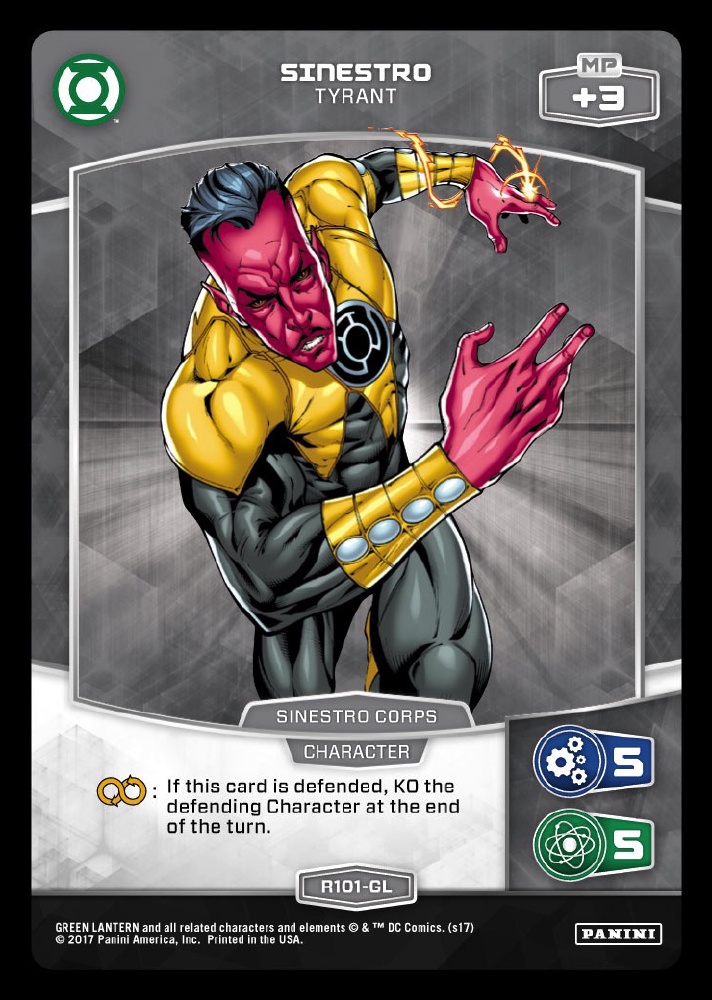 SINESTRO
TYRANT
MP
+3
SINESTRO CORPS
CHARACTER
: If this card is defended, KO the
defending Character at the end
of the turn.
5
5
R101-GL
GREEN LANTERN and all related characters and elements © & ™ DC Comics. (s17)
© 2017 Panini America, Inc. Printed in the USA.
PANINI